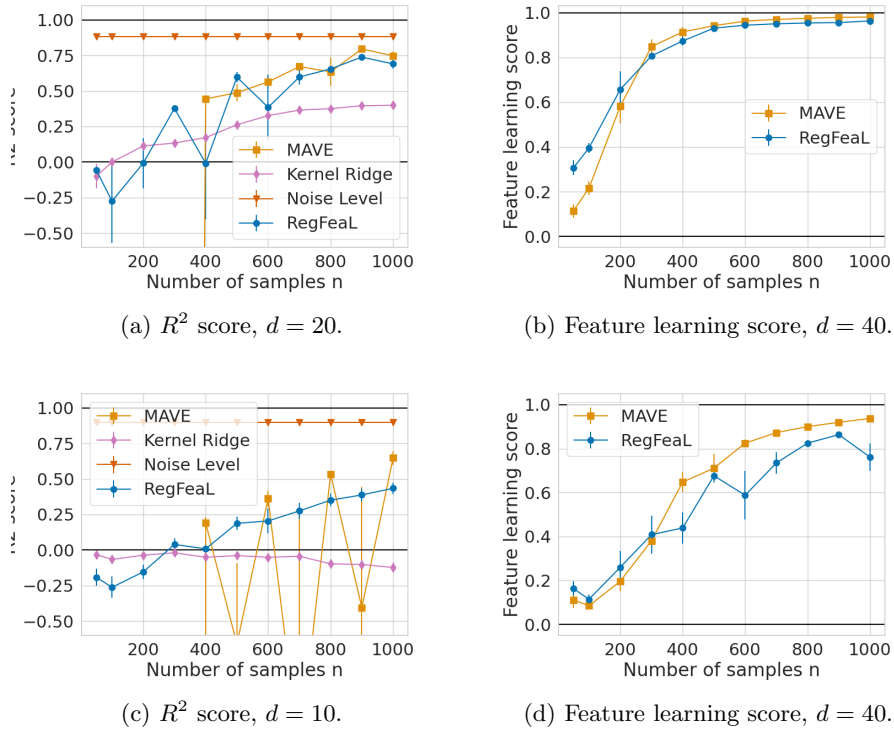 1.00
0.75
0.50
0.25
0.00
−0.25
−0.50
R2 score
MAVE
Kernel Ridge
Noise Level
RegFeaL
200 400 600 800 1000
Number of samples n
(a) R² score, d = 20.
1.0
0.8
0.6
0.4
0.2
0.0
Feature learning score
MAVE
RegFeaL
200 400 600 800 1000
Number of samples n
(b) Feature learning score, d = 40.
1.00
0.75
0.50
0.25
0.00
−0.25
−0.50
R2 score
MAVE
Kernel Ridge
Noise Level
RegFeaL
200 400 600 800 1000
Number of samples n
(c) R² score, d = 10.
1.0
0.8
0.6
0.4
0.2
0.0
Feature learning score
MAVE
RegFeaL
200 400 600 800 1000
Number of samples n
(d) Feature learning score, d = 40.